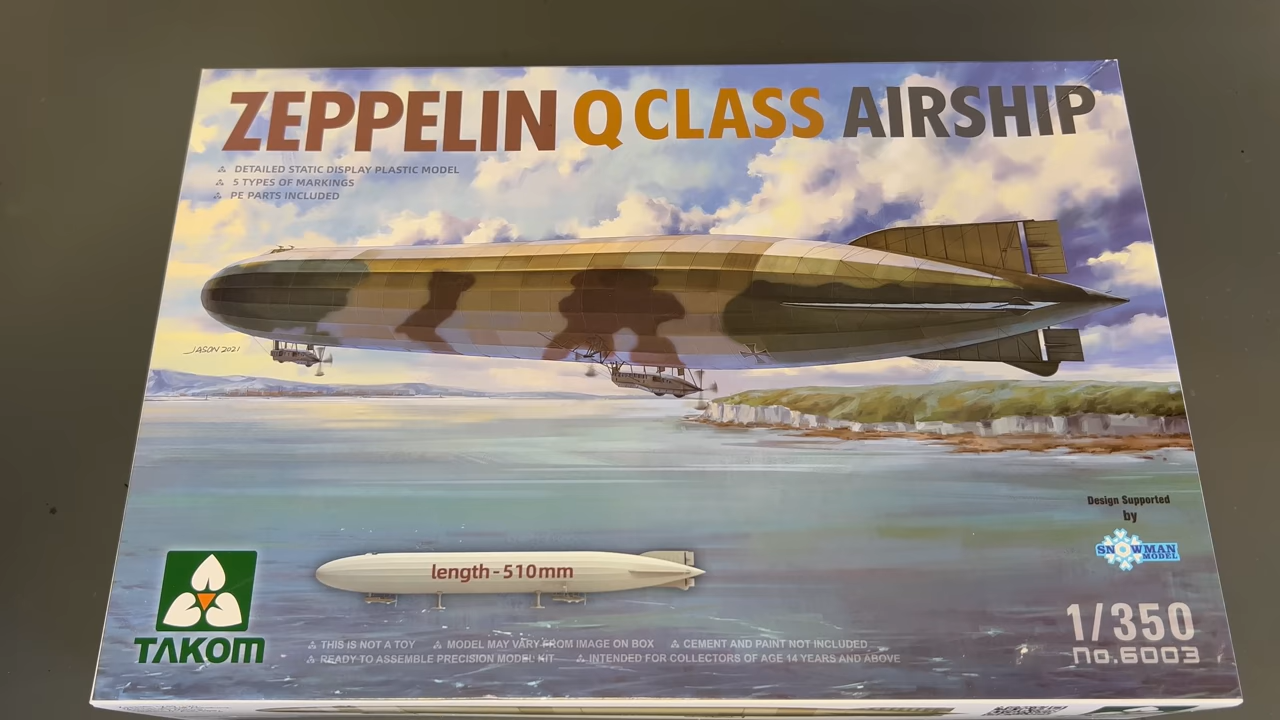 ZEPPELIN Q CLASS AIRSHIP
DETAILED STATIC DISPLAY PLASTIC MODEL
5 TYPES OF MARKINGS
PE PARTS INCLUDED
JASON 2021
Design Supported
by
SNOWMAN
MODEL
length-510mm
TAKOM
THIS IS NOT A TOY MODEL MAY VARY FROM IMAGE ON BOX CEMENT AND PAINT NOT INCLUDED
READY TO ASSEMBLE PRECISION MODEL KIT INTENDED FOR COLLECTORS OF AGE 14 YEARS AND ABOVE
1/350
No.6003